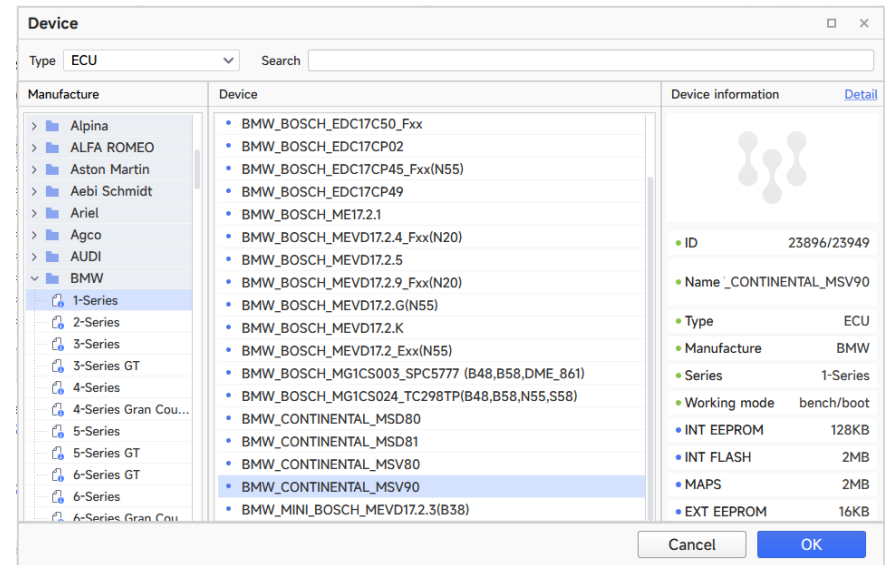 Device
Type ECU Search
Manufacture Device Device information Detail
Alpina
ALFA ROMEO
Aston Martin
Aebi Schmidt
Ariel
Agco
AUDI
BMW
1-Series
2-Series
3-Series
3-Series GT
4-Series
4-Series Gran Cou...
5-Series
5-Series GT
6-Series GT
6-Series
6-Series Gran Cou
BMW_BOSCH_EDC17C50_Fxx
BMW_BOSCH_EDC17CP02
BMW_BOSCH_EDC17CP45_Fxx(N55)
BMW_BOSCH_EDC17CP49
BMW_BOSCH_ME17.2.1
BMW_BOSCH_MEVD17.2.4_Fxx(N20)
BMW_BOSCH_MEVD17.2.5
BMW_BOSCH_MEVD17.2.9_Fxx(N20)
BMW_BOSCH_MEVD17.2.G(N55)
BMW_BOSCH_MEVD17.2.K
BMW_BOSCH_MEVD17.2_Exx(N55)
BMW_BOSCH_MG1CS003_SPC5777 (B48,B58,DME_861)
BMW_BOSCH_MG1CS024_TC298TP(B48,B58,N55,S58)
BMW_CONTINENTAL_MSD80
BMW_CONTINENTAL_MSD81
BMW_CONTINENTAL_MSV80
BMW_CONTINENTAL_MSV90
BMW_MINI_BOSCH_MEVD17.2.3(B38)
ID 23896/23949
Name _CONTINENTAL_MSV90
Type ECU
Manufacture BMW
Series 1-Series
Working mode bench/boot
INT EEPROM 128KB
INT FLASH 2MB
MAPS 2MB
EXT EEPROM 16KB
Cancel OK